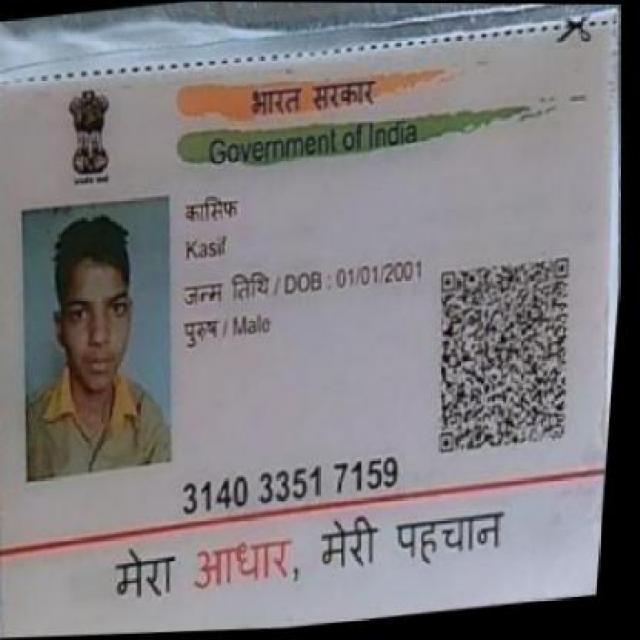 भारत सरकार
Government of India
कासिफ
Kasif
जन्म तिथि / DOB : 01/01/2001
पुरुष / Male
3140 3351 7159
मेरा आधार, मेरी पहचान